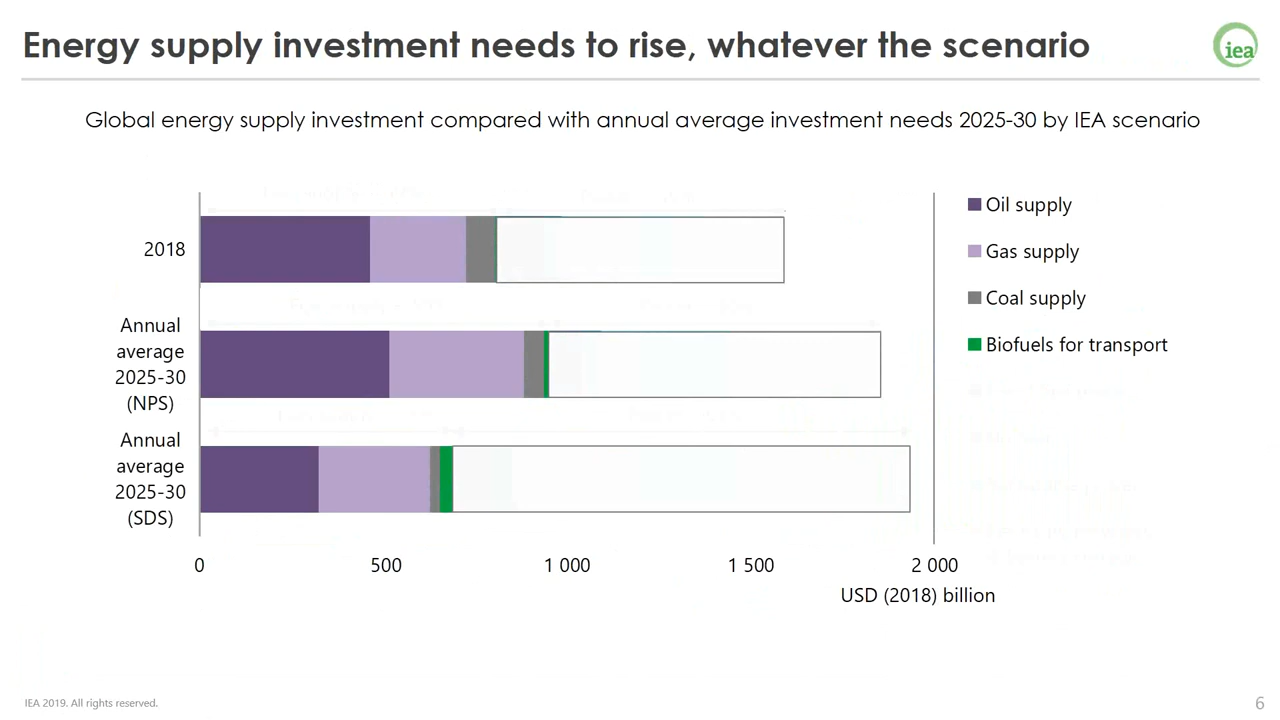 Energy supply investment needs to rise, whatever the scenario
iea
Global energy supply investment compared with annual average investment needs 2025-30 by IEA scenario
2018
Annual
average
2025-30
(NPS)
Annual
average
2025-30
(SDS)
0
500
1 000
1 500
2 000
USD (2018) billion
Oil supply
Gas supply
Coal supply
Biofuels for transport
IEA 2019. All rights reserved.
6